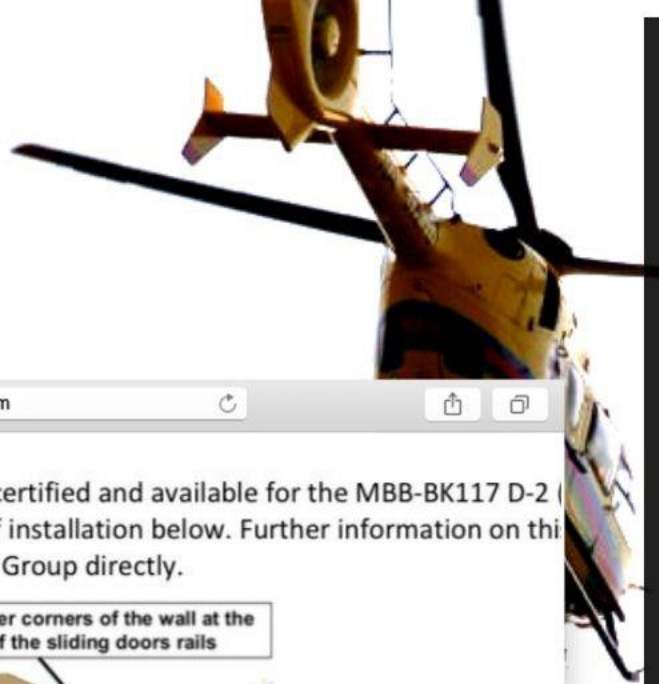 m
certified and available for the MBB-BK117 D-2 (
f installation below. Further information on this
Group directly.
er corners of the wall at the
f the sliding doors rails